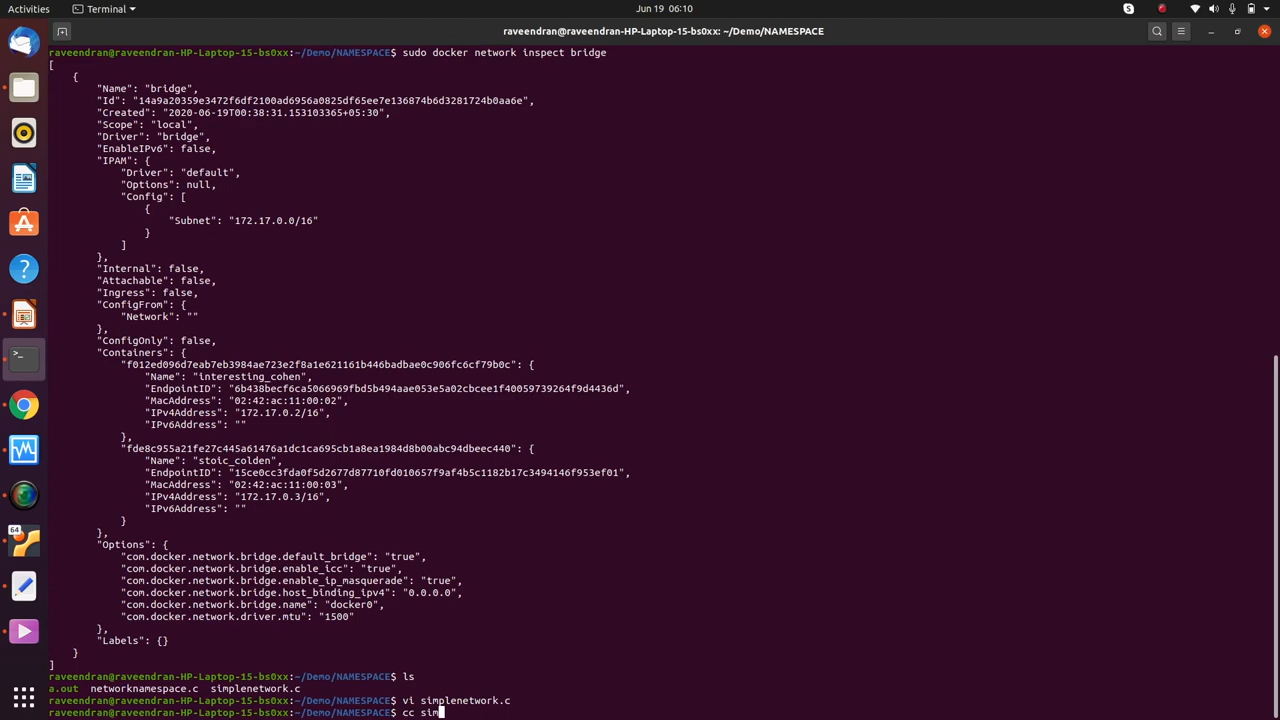 Activities
Terminal
Jun 19 06:10
raveendran@raveendran-HP-Laptop-15-bs0xx: ~/Demo/NAMESPACE
raveendran@raveendran-HP-Laptop-15-bs0xx:~/Demo/NAMESPACE$ sudo docker network inspect bridge
[
    {
        "Name": "bridge",
        "Id": "14a9a20359e3472f6df2100ad6956a0825df65ee7e136874b6d3281724b0aa6e",
        "Created": "2020-06-19T00:38:31.153103365+05:30",
        "Scope": "local",
        "Driver": "bridge",
        "EnableIPv6": false,
        "IPAM": {
            "Driver": "default",
            "Options": null,
            "Config": [
                {
                    "Subnet": "172.17.0.0/16"
                }
            ]
        },
        "Internal": false,
        "Attachable": false,
        "Ingress": false,
        "ConfigFrom": {
            "Network": ""
        },
        "ConfigOnly": false,
        "Containers": {
            "f012ed096d7eab7eb3984ae723e2f8a1e621161b446badbae0c906fc6cf79b0c": {
                "Name": "interesting_cohen",
                "EndpointID": "6b438becf6ca5066969fbd5b494aae053e5a02cbcee1f40059739264f9d4436d",
                "MacAddress": "02:42:ac:11:00:02",
                "IPv4Address": "172.17.0.2/16",
                "IPv6Address": ""
            },
            "fde8c955a21fe27c445a61476a1dc1ca695cb1a8ea1984d8b00abc94dbeec440": {
                "Name": "stoic_colden",
                "EndpointID": "15ce0cc3fda0f5d2677d87710fd010657f9af4b5c1182b17c3494146f953ef01",
                "MacAddress": "02:42:ac:11:00:03",
                "IPv4Address": "172.17.0.3/16",
                "IPv6Address": ""
            }
        },
        "Options": {
            "com.docker.network.bridge.default_bridge": "true",
            "com.docker.network.bridge.enable_icc": "true",
            "com.docker.network.bridge.enable_ip_masquerade": "true",
            "com.docker.network.bridge.host_binding_ipv4": "0.0.0.0",
            "com.docker.network.bridge.name": "docker0",
            "com.docker.network.driver.mtu": "1500"
        },
        "Labels": {}
    }
]
raveendran@raveendran-HP-Laptop-15-bs0xx:~/Demo/NAMESPACE$ ls
a.out  networknamespace.c  simplenetwork.c
raveendran@raveendran-HP-Laptop-15-bs0xx:~/Demo/NAMESPACE$ vi simplenetwork.c
raveendran@raveendran-HP-Laptop-15-bs0xx:~/Demo/NAMESPACE$ cc sim
64